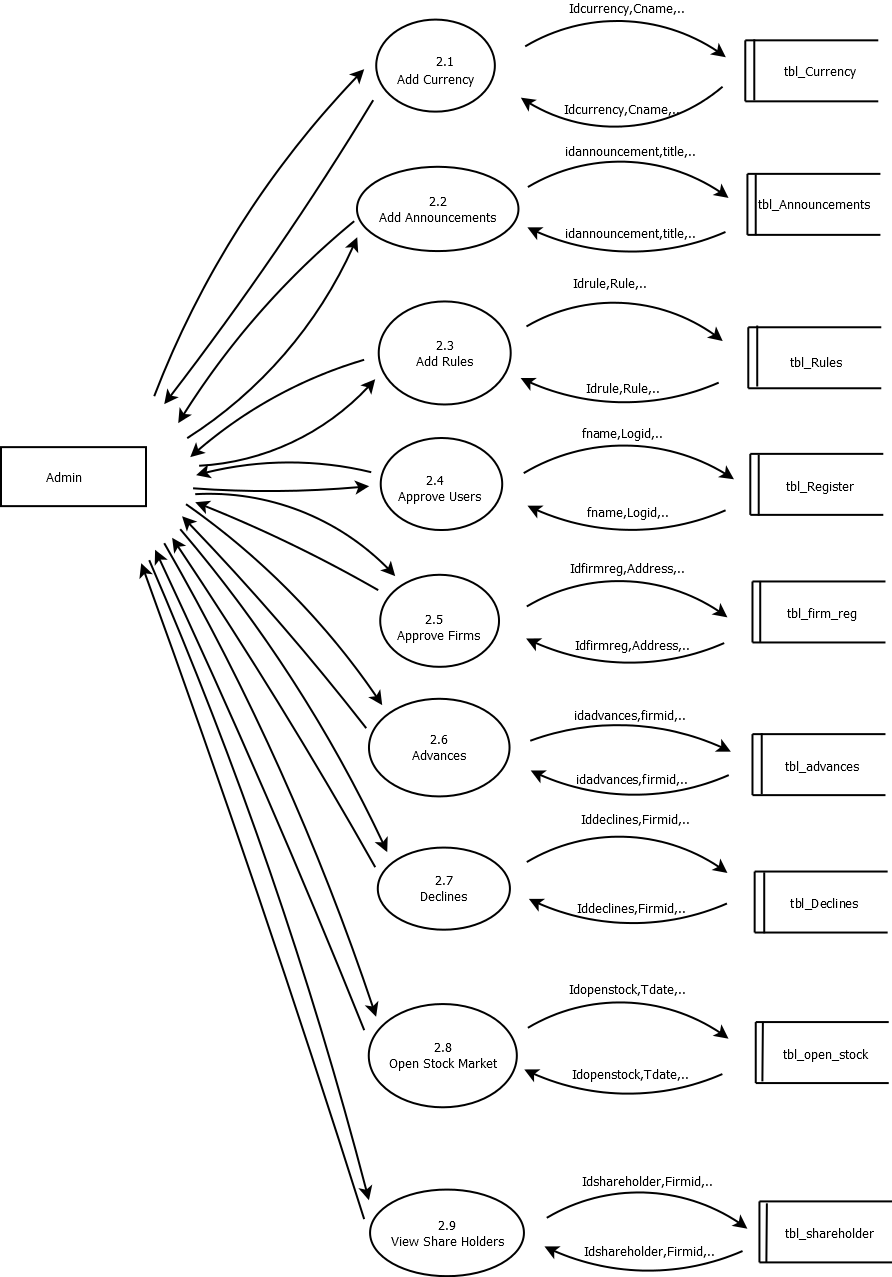 Idcurrency,Cname,..
2.1
Add Currency
tbl_Currency
Idcurrency,Cname,..
idannouncement,title,..
2.2
Add Announcements
tbl_Announcements
idannouncement,title,..
Idrule,Rule,..
2.3
Add Rules
tbl_Rules
Idrule,Rule,..
fname,Logid,..
Admin
2.4
Approve Users
tbl_Register
fname,Logid,..
Idfirmreg,Address,..
2.5
Approve Firms
tbl_firm_reg
Idfirmreg,Address,..
idadvances,firmid,..
2.6
Advances
tbl_advances
idadvances,firmid,..
Iddeclines,Firmid,..
2.7
Declines
tbl_Declines
Iddeclines,Firmid,..
Idopenstock,Tdate,..
2.8
Open Stock Market
tbl_open_stock
Idopenstock,Tdate,..
Idshareholder,Firmid,..
2.9
View Share Holders
tbl_shareholder
Idshareholder,Firmid,..